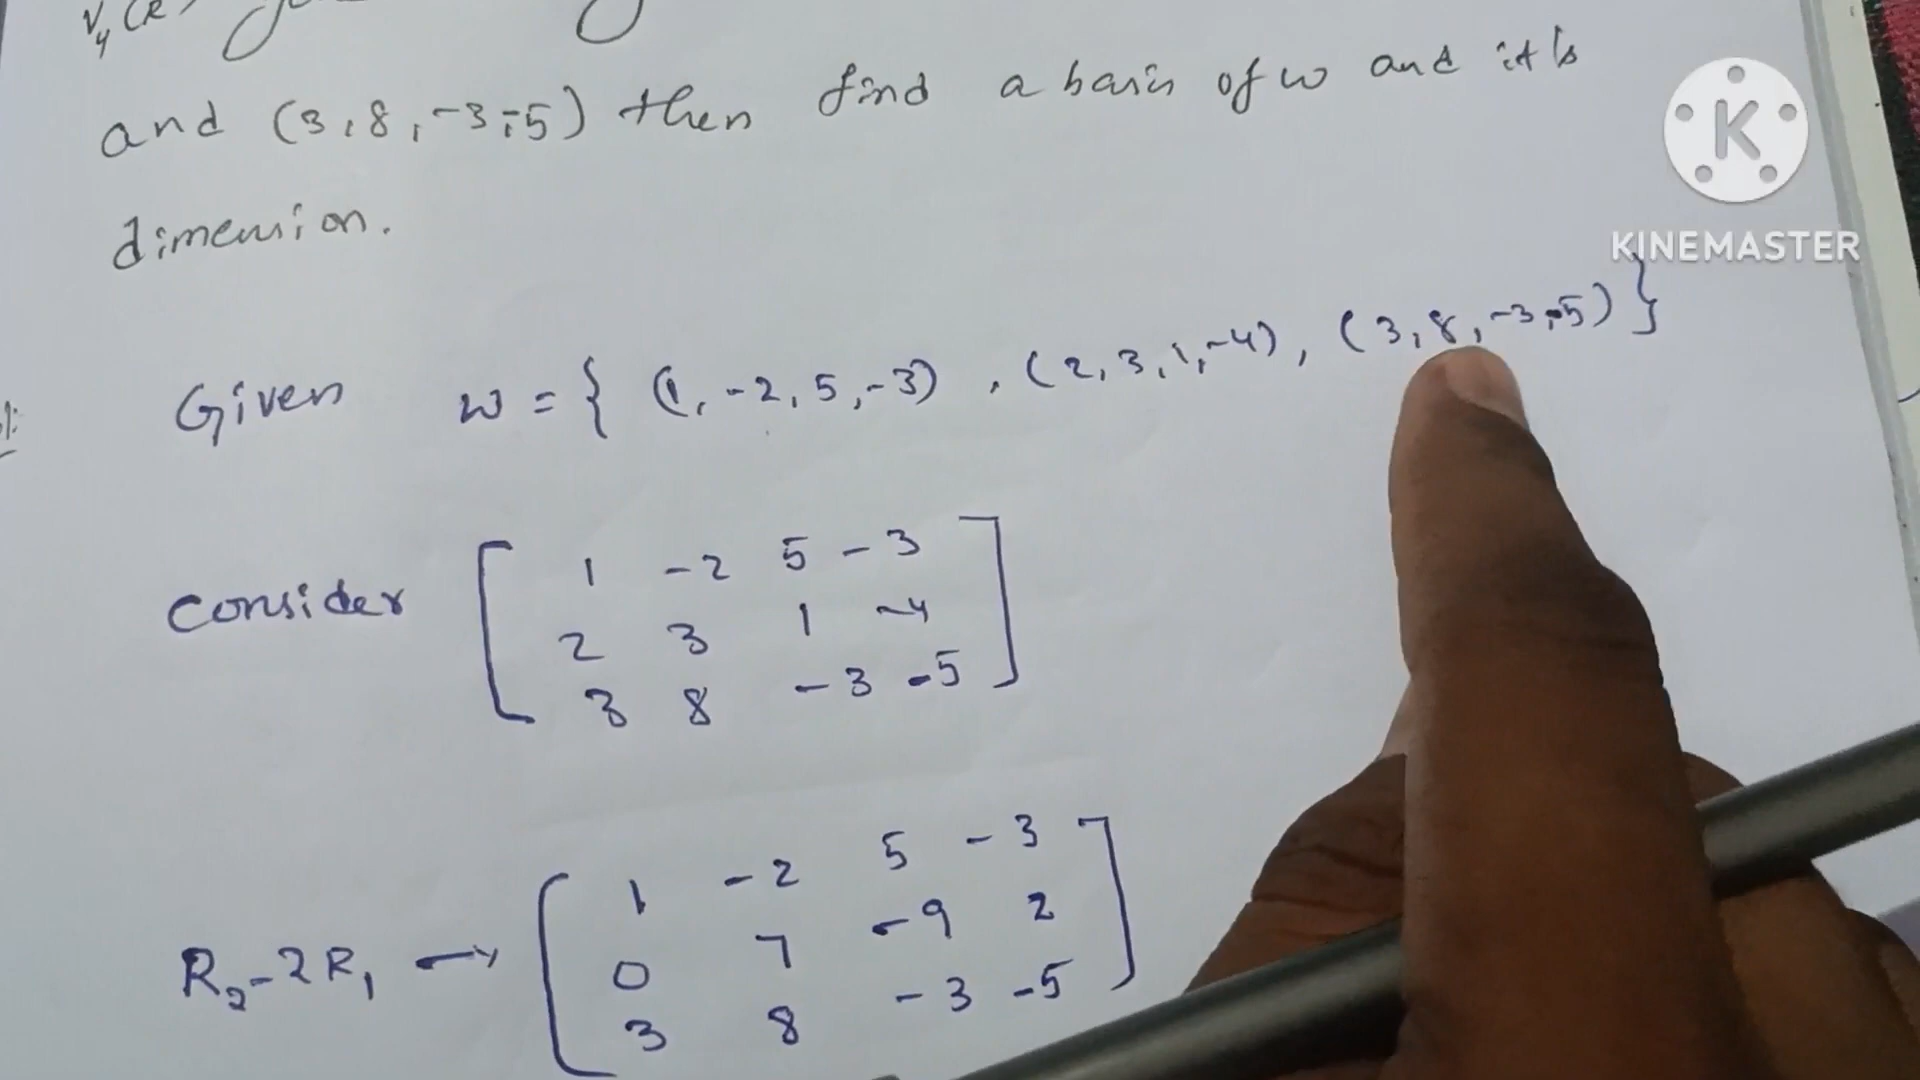 V4(R)
and (3,8,-3,-5) then find a basis of w and it's
dimension.
KINEMASTER
Given w = { (1, -2, 5, -3) , (2, 3, 1, -4) , (3, 8, -3, -5) }
Consider [ 1 -2 5 -3
2 3 1 -4
3 8 -3 -5 ]
R2-2R1 → [ 1 -2 5 -3
0 7 -9 2
3 8 -3 -5 ]